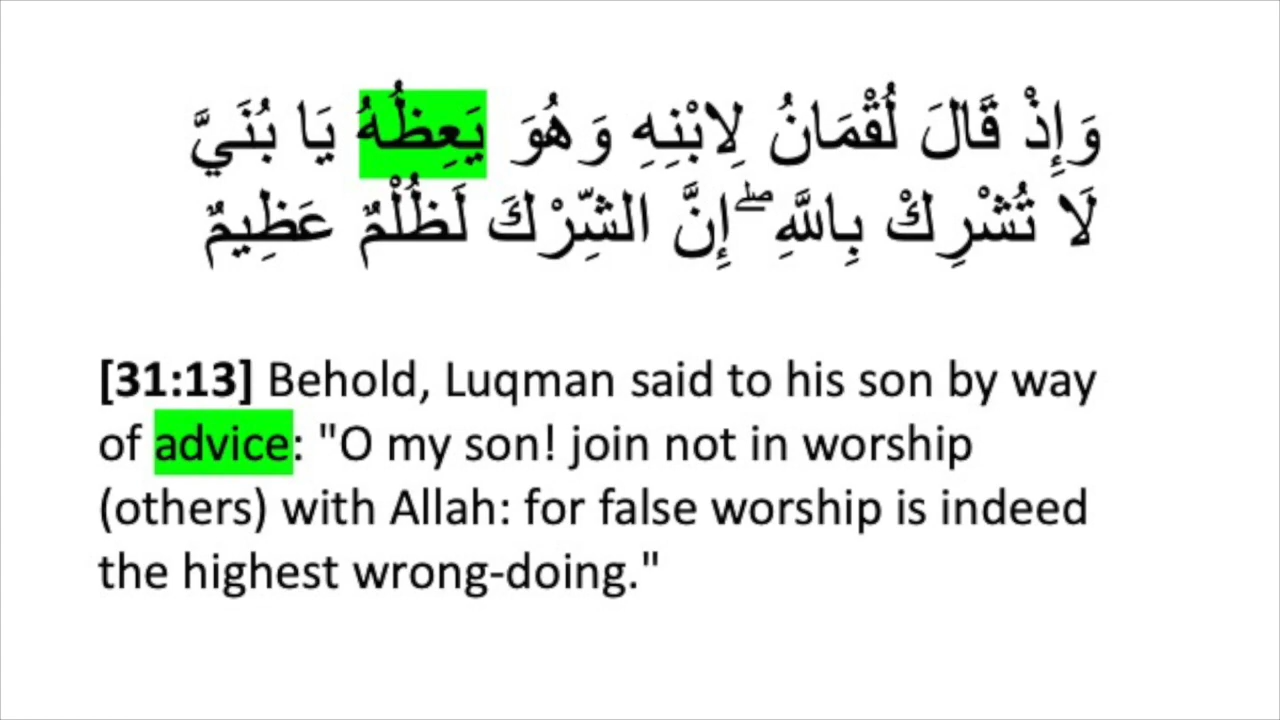 وَإِذْ قَالَ لُقْمَانُ لِابْنِهِ وَهُوَ يَعِظُهُ يَا بُنَيَّ
لَا تُشْرِكْ بِاللَّهِ ۖ إِنَّ الشِّرْكَ لَظُلْمٌ عَظِيمٌ
[31:13] Behold, Luqman said to his son by way
of advice: "O my son! join not in worship
(others) with Allah: for false worship is indeed
the highest wrong-doing."